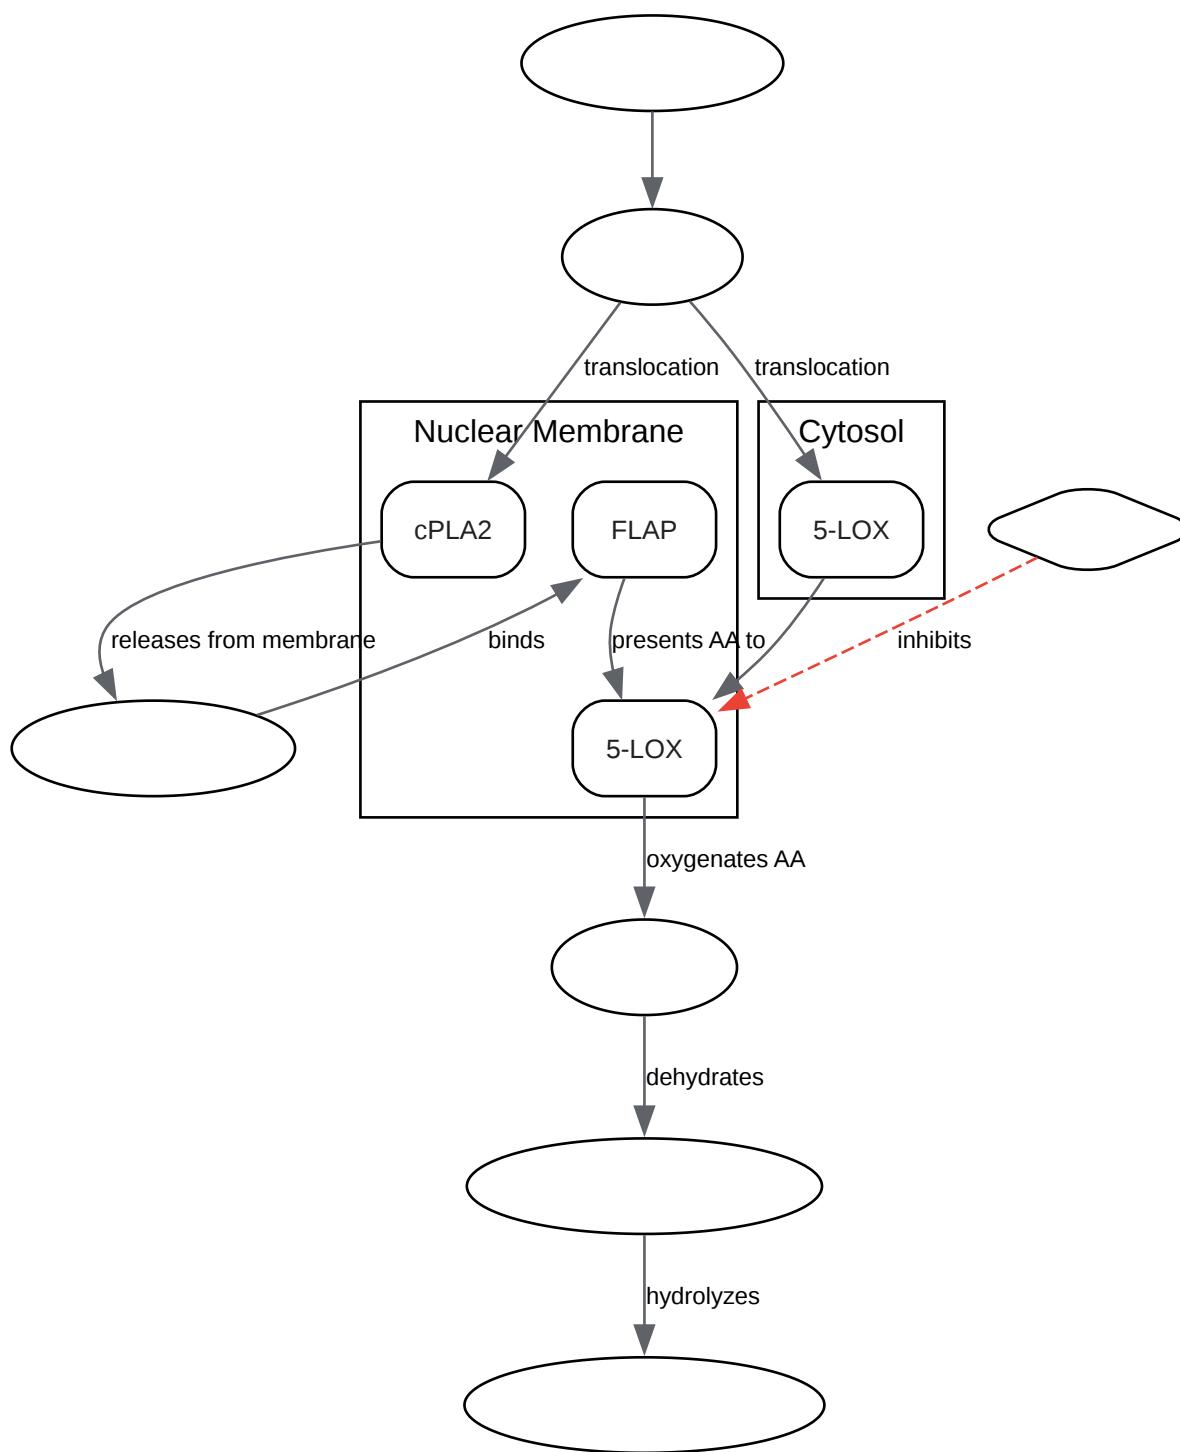 translocation
translocation
Nuclear Membrane
Cytosol
cPLA2
FLAP
5-LOX
releases from membrane
binds
presents AA to
inhibits
5-LOX
oxygenates AA
dehydrates
hydrolyzes